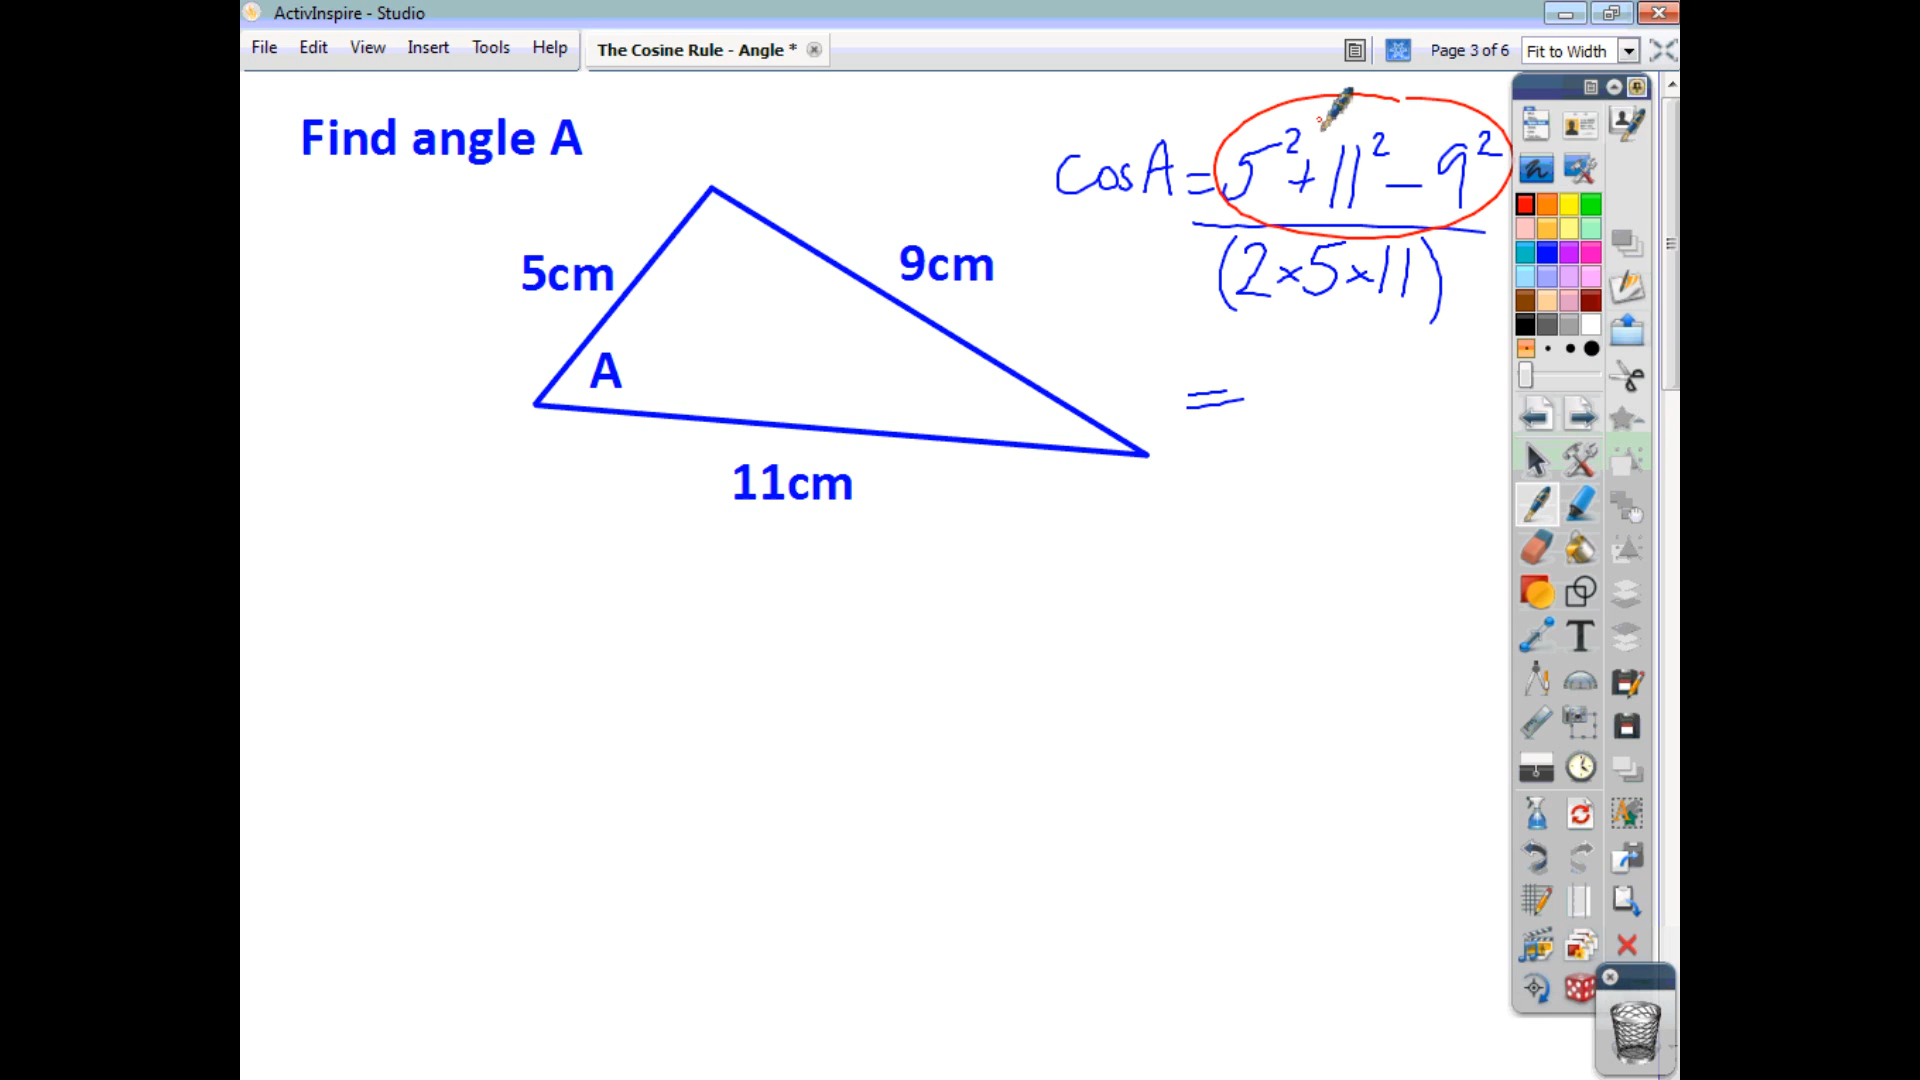 ActivInspire - Studio
File Edit View Insert Tools Help
The Cosine Rule - Angle *
Page 3 of 6
Fit to Width
Find angle A
cosA = 5² + 11² - 9²
(2×5×11)
=
5cm
9cm
A
11cm